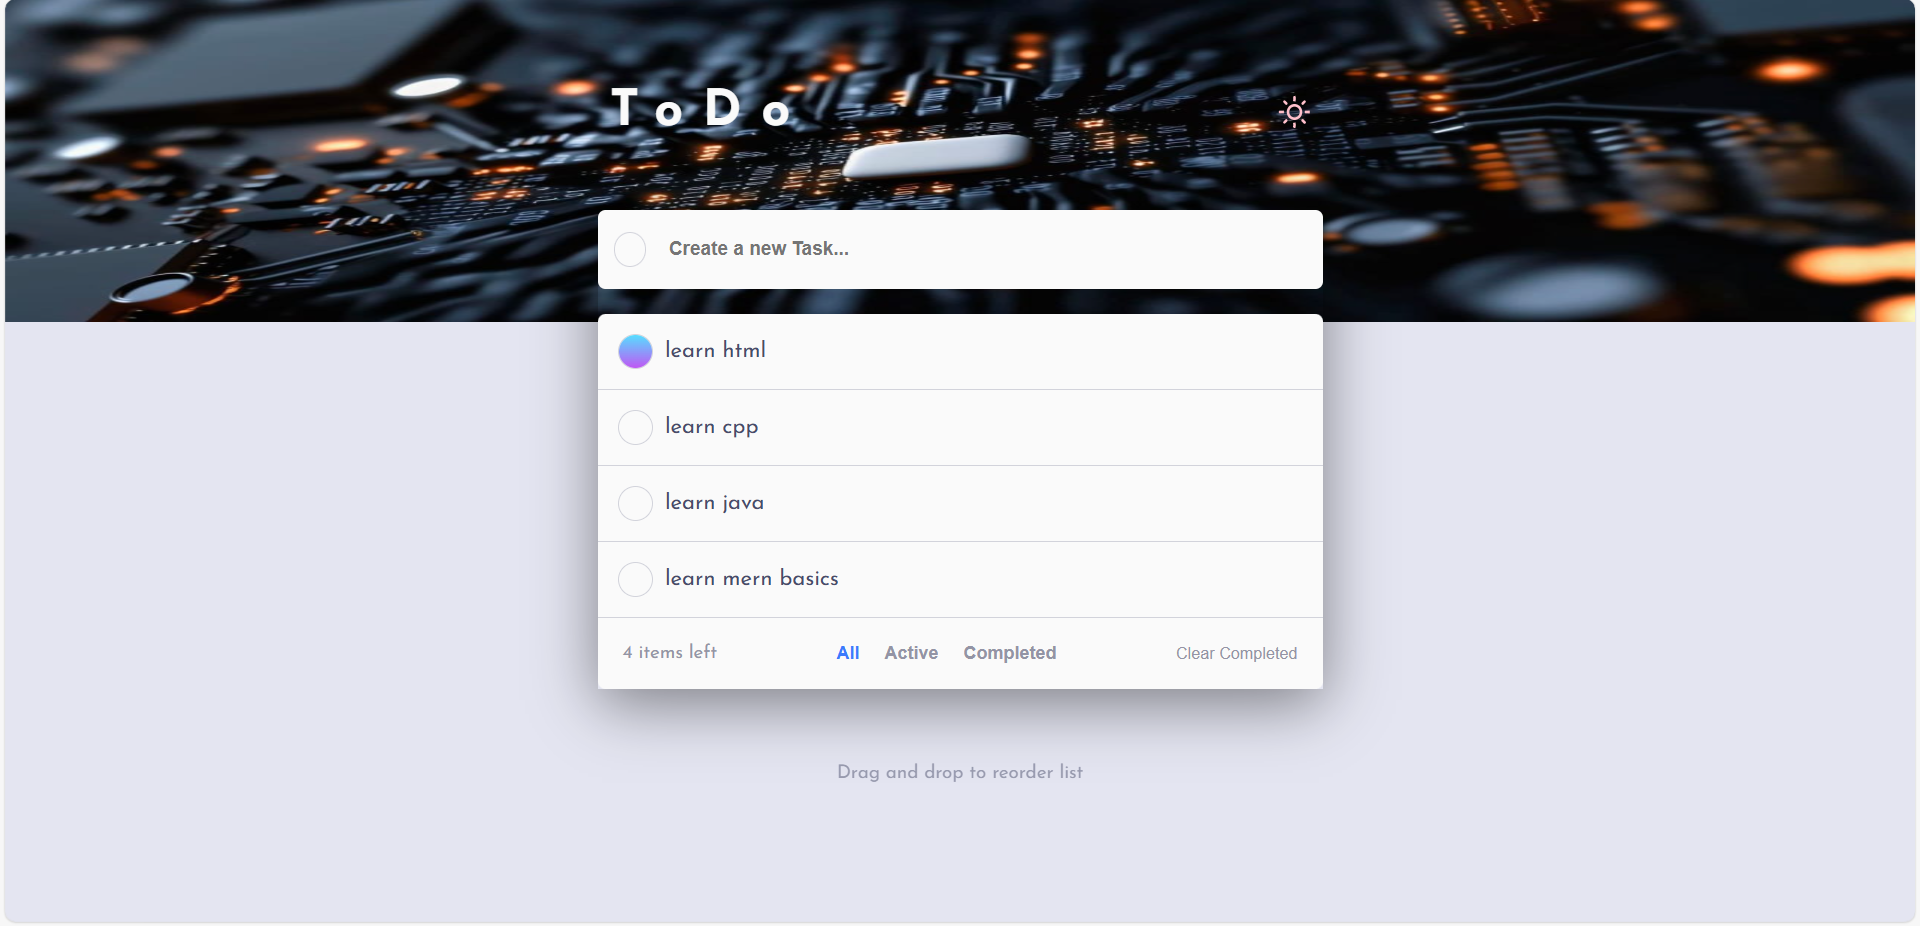 ToDo
Create a new Task...
learn html
learn cpp
learn java
learn mern basics
4 items left All Active Completed Clear Completed
Drag and drop to reorder list